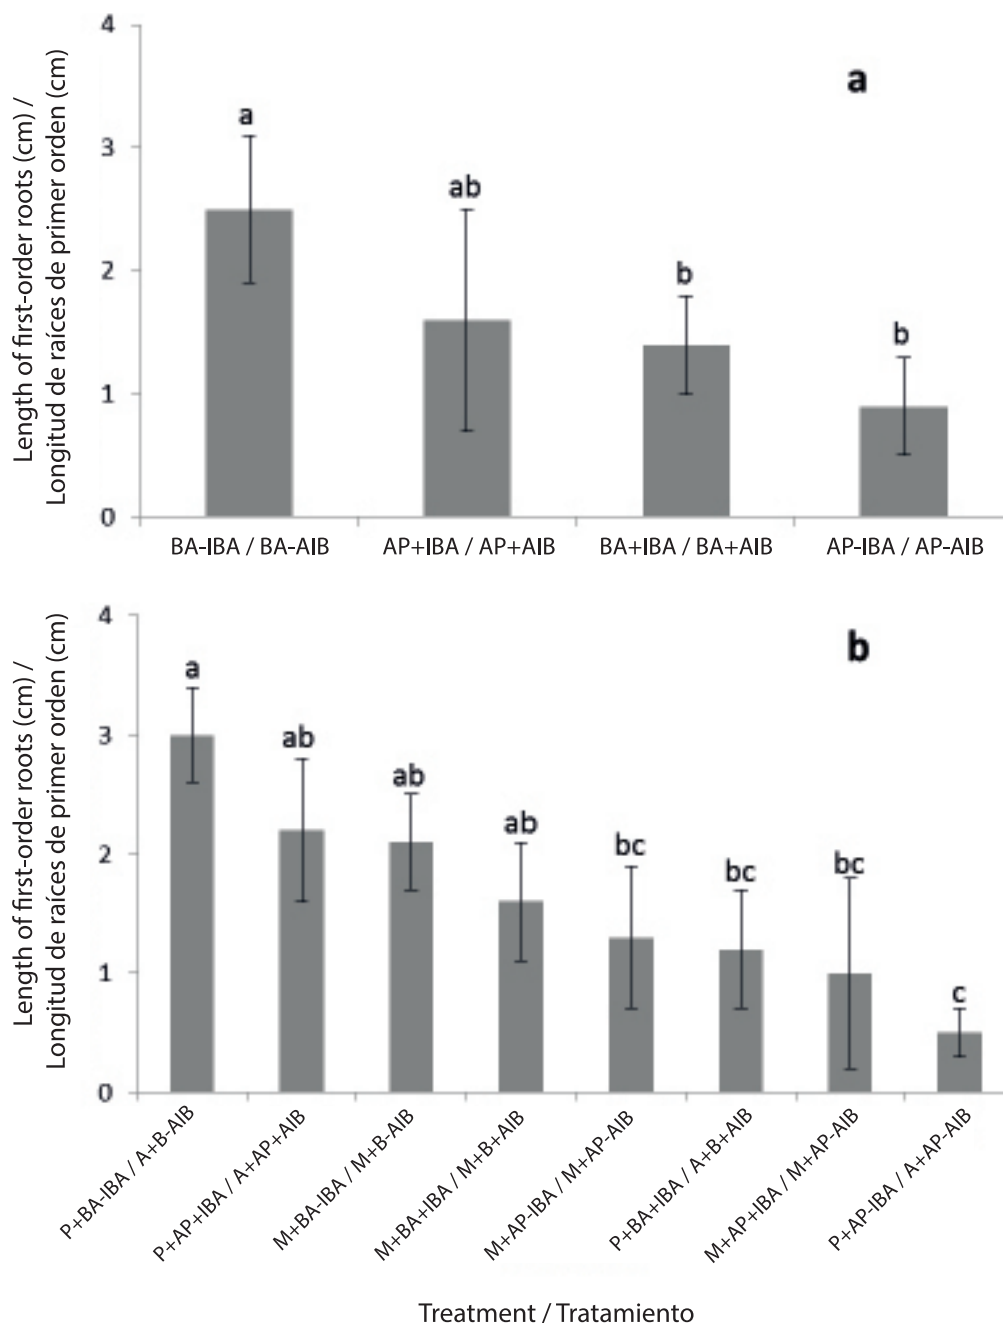 Length of first-order roots (cm) /
Longitud de raíces de primer orden (cm)
4
3
2
1
0
a
a
ab
b
b
BA-IBA / BA-AIB
AP+IBA / AP+AIB
BA+IBA / BA+AIB
AP-IBA / AP-AIB
Length of first-order roots (cm) /
Longitud de raíces de primer orden (cm)
4
3
2
1
0
b
a
ab
ab
ab
bc
bc
bc
c
P+BA-IBA / A+B-AIB
P+AP+IBA / A+AP+AIB
M+BA-IBA / M+B-AIB
M+BA+IBA / M+B+AIB
M+AP-IBA / M+AP-AIB
P+BA+IBA / A+B+AIB
M+AP+IBA / M+AP-AIB
P+AP-IBA / A+AP-AIB
Treatment / Tratamiento